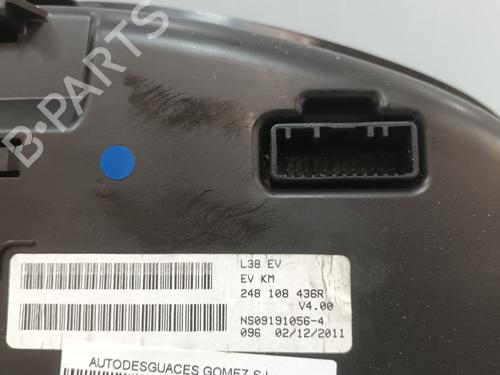 B-PARTS
L38 EV
EV KM
248 108 436R
V4.00
NS09191056-4
096 02/12/2011
AUTODESGUACES GOMEZ S.L.